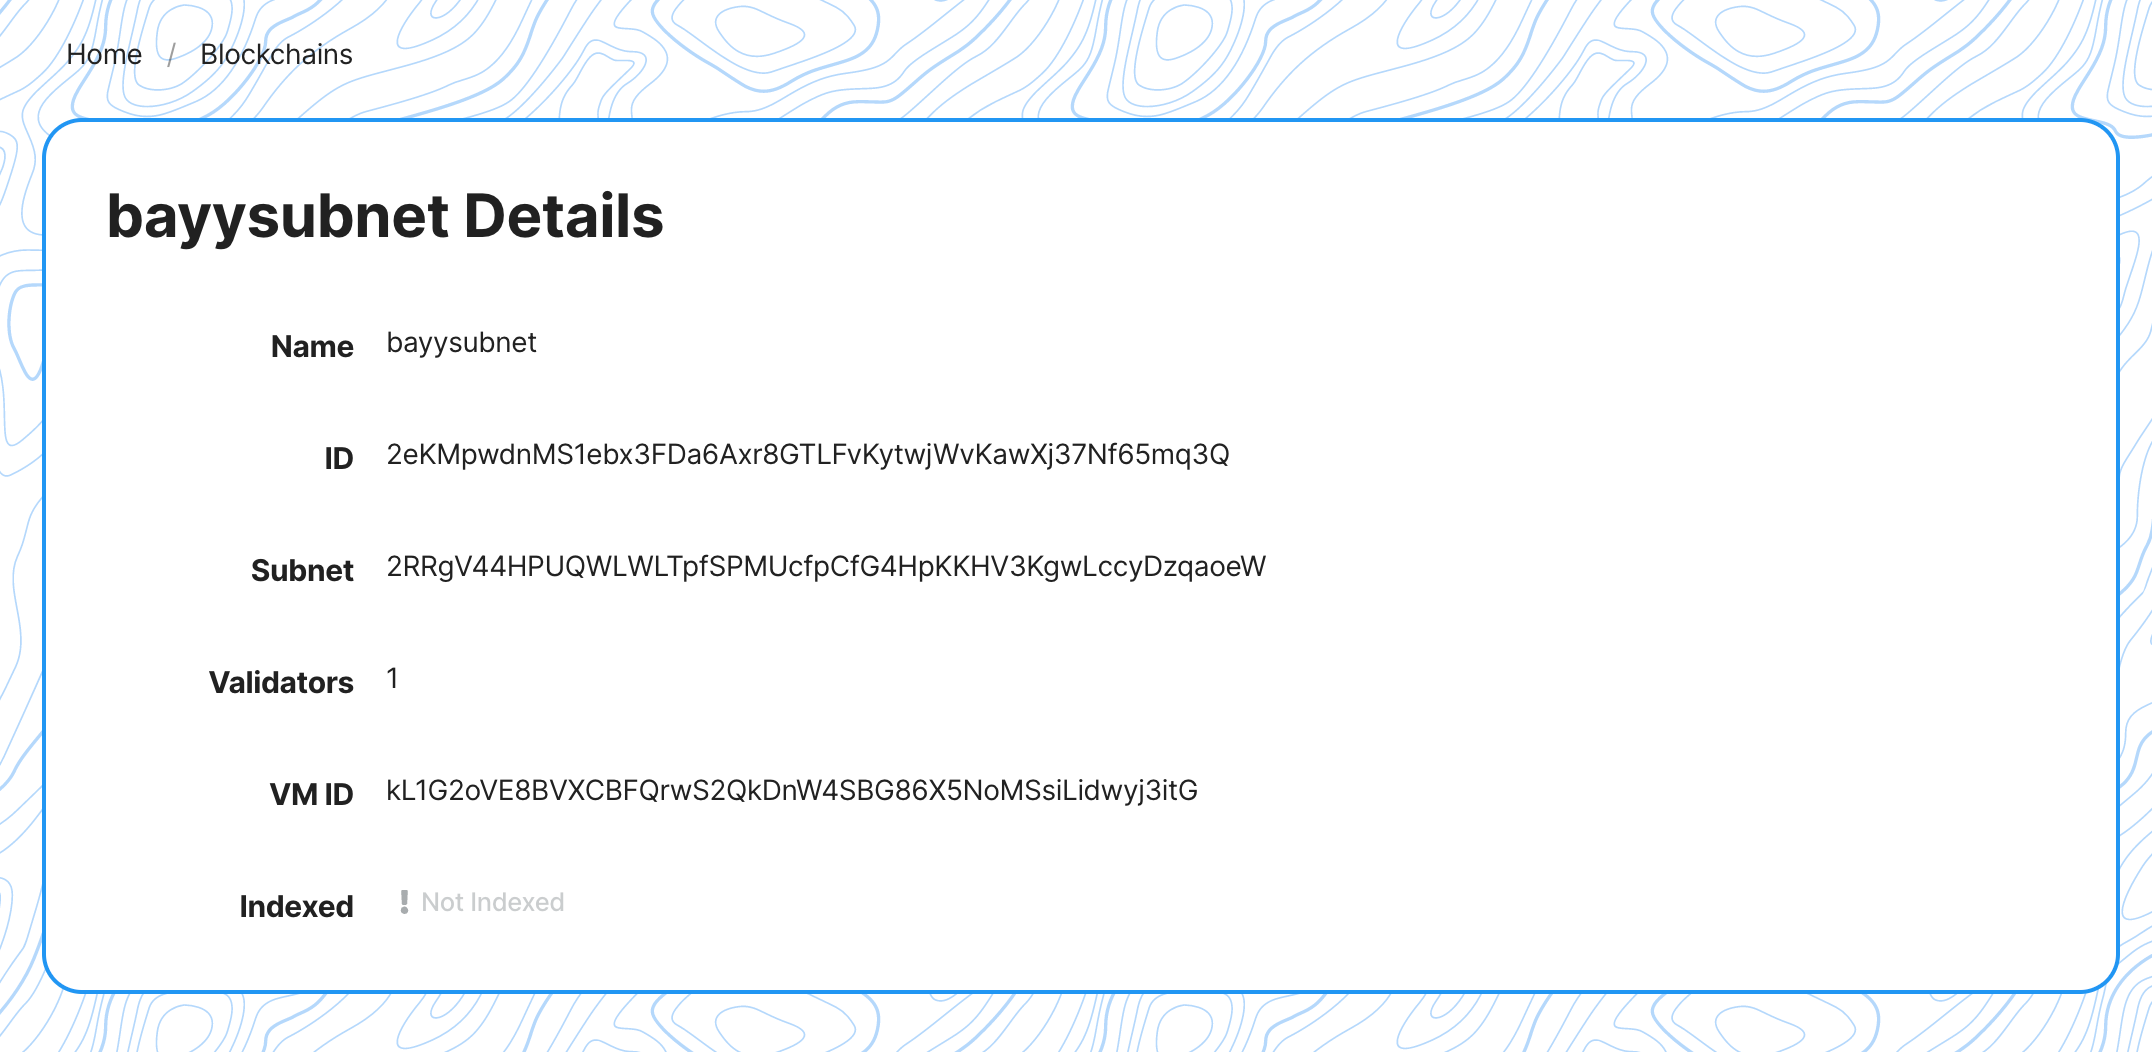 Home / Blockchains
bayysubnet Details
Name bayysubnet
ID 2eKMpwdnMS1ebx3FDa6Axr8GTLFvKytwjWvKawXj37Nf65mq3Q
Subnet 2RRgV44HPUQWLWLTpfSPMUcfpCfG4HpKKHV3KgwLccyDzqaoeW
Validators 1
VM ID kL1G2oVE8BVXCBFQrwS2QkDnW4SBG86X5NoMSsiLidwyj3itG
Indexed ! Not Indexed